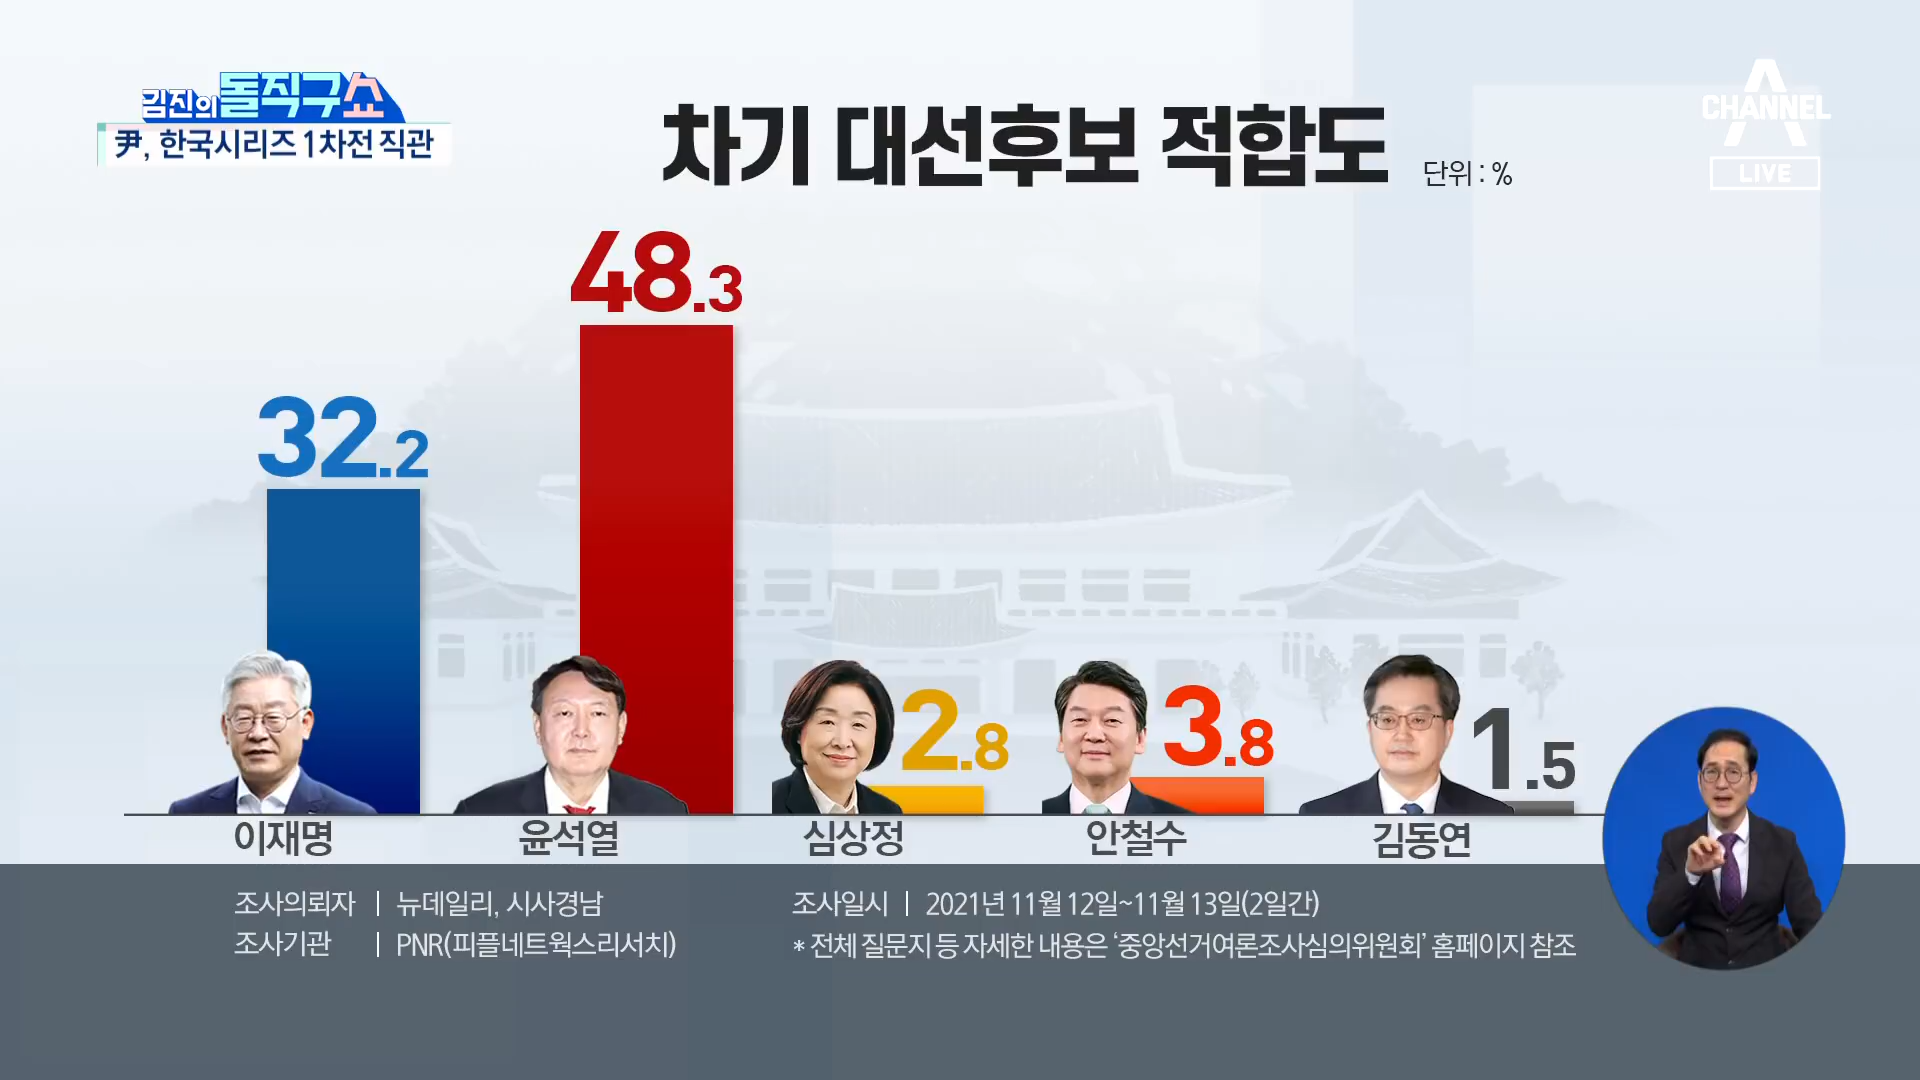 김진의 돌직구쇼
尹, 한국시리즈 1차전 직관
차기 대선후보 적합도
단위 : %
CHANNEL A
LIVE
32.2
48.3
2.8
3.8
1.5
이재명
윤석열
심상정
안철수
김동연
조사의뢰자 | 뉴데일리, 시사경남
조사기관 | PNR(피플네트웍스리서치)
조사일시 | 2021년 11월 12일~11월 13일(2일간)
* 전체 질문지 등 자세한 내용은 ‘중앙선거여론조사심의위원회’ 홈페이지 참조